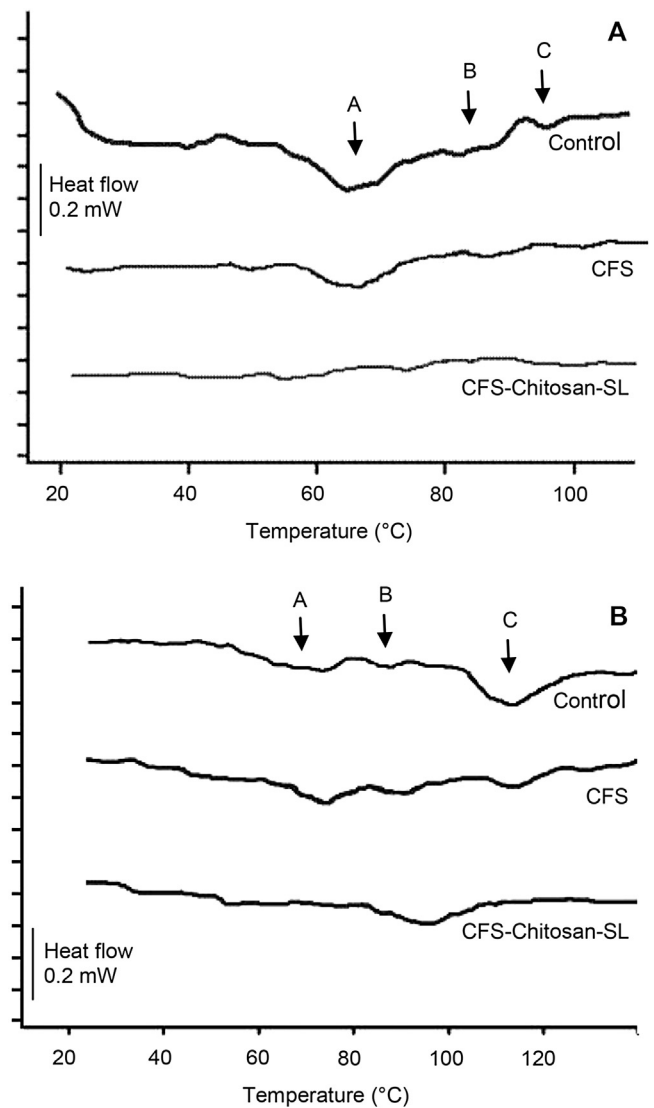 A
C
B
A
Control
Heat flow
0.2 mW
CFS
CFS-Chitosan-SL
20 40 60 80 100
Temperature (°C)
B
A B C
Control
CFS
CFS-Chitosan-SL
Heat flow
0.2 mW
20 40 60 80 100 120
Temperature (°C)